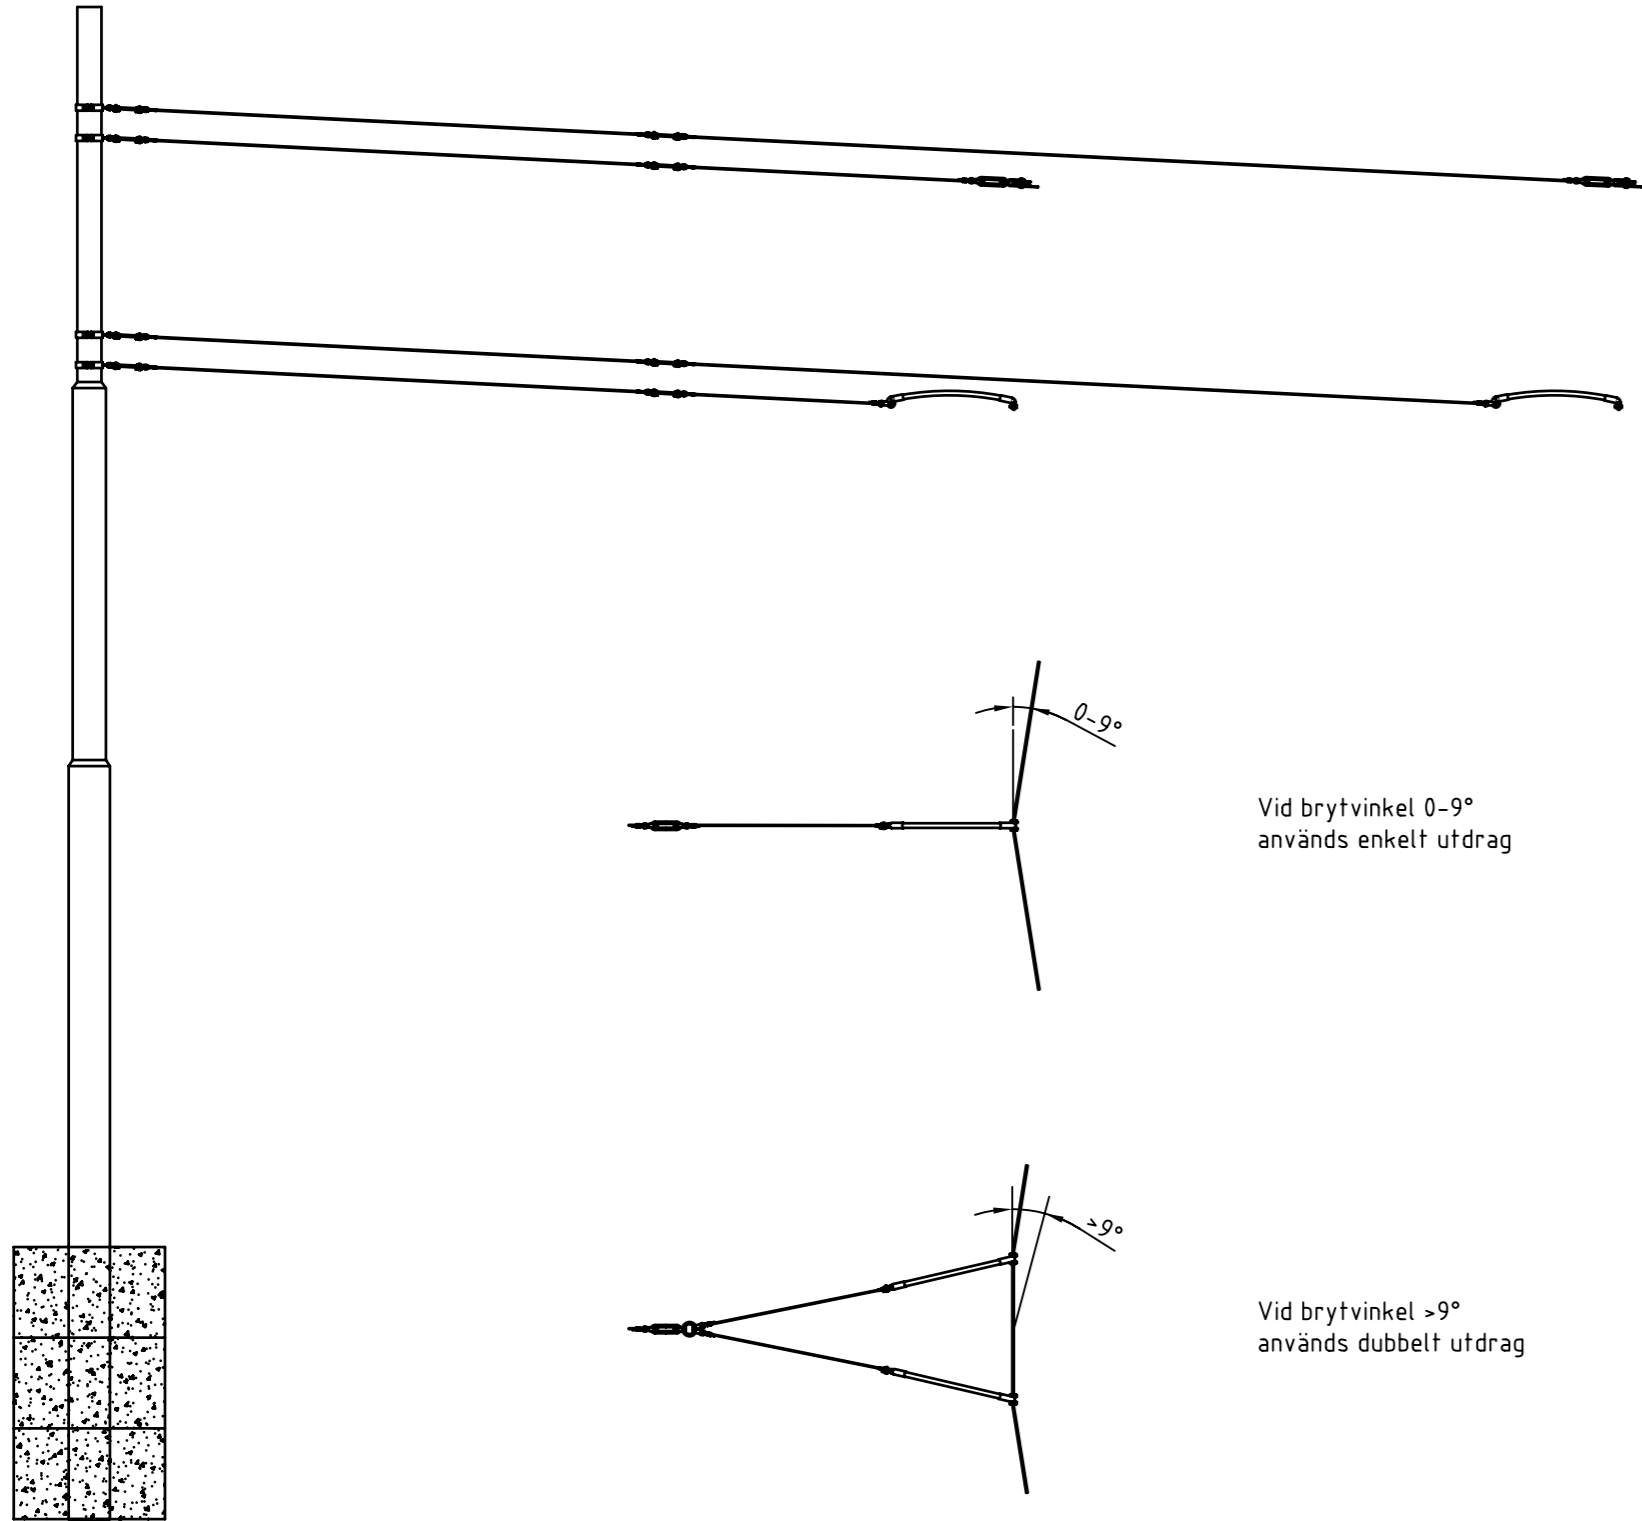 0-9°
Vid brytvinkel 0-9°
används enkelt utdrag
>9°
Vid brytvinkel >9°
används dubbelt utdrag